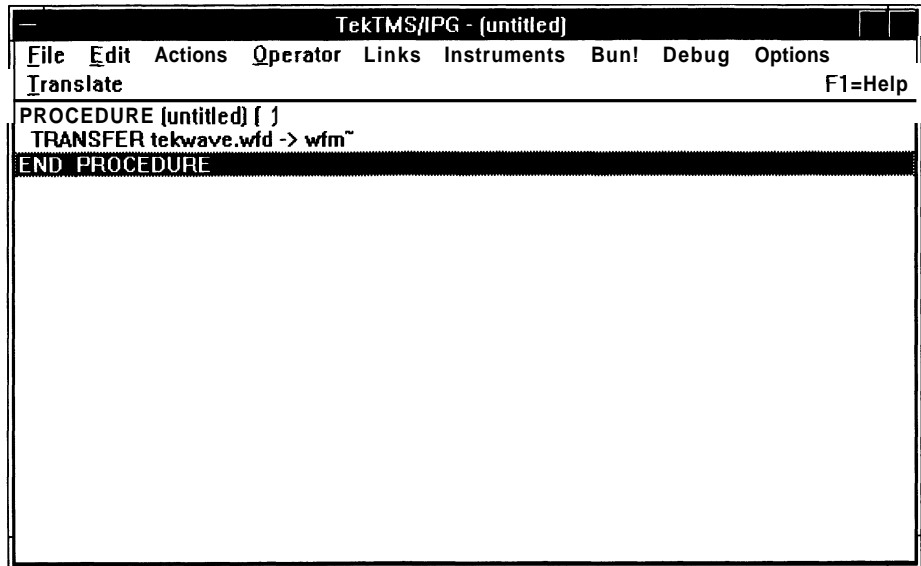 TekTMS/IPG - (untitled)
File Edit Actions Operator Links Instruments Bun! Debug Options
Translate F1=Help
PROCEDURE (untitled) ( )
TRANSFER tekwave.wfd -> wfm~
END PROCEDURE